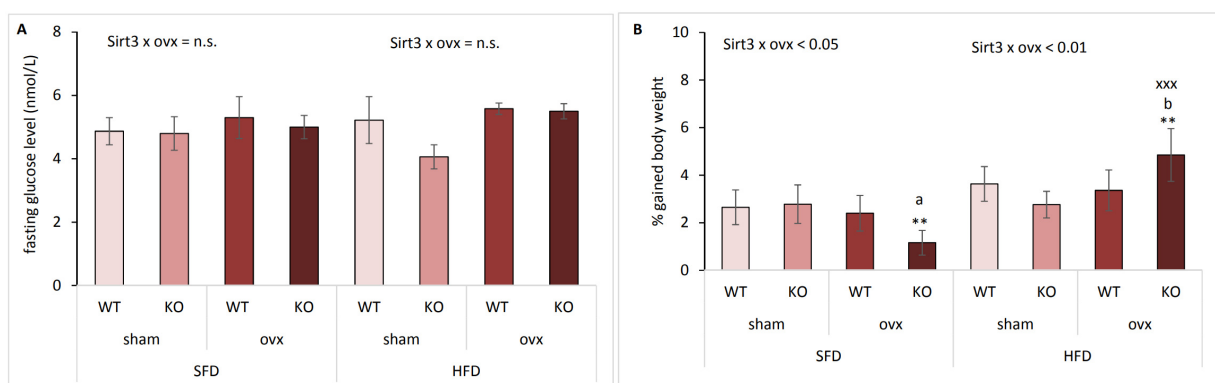 A
Sirt3 x ovx = n.s.
Sirt3 x ovx = n.s.
fasting glucose level (nmol/L)
8
6
4
2
0
WT KO WT KO WT KO WT KO
sham ovx sham ovx
SFD HFD
B
Sirt3 x ovx < 0.05
Sirt3 x ovx < 0.01
% gained body weight
10
8
6
4
2
0
a
**
xxx
b
**
WT KO WT KO WT KO WT KO
sham ovx sham ovx
SFD HFD